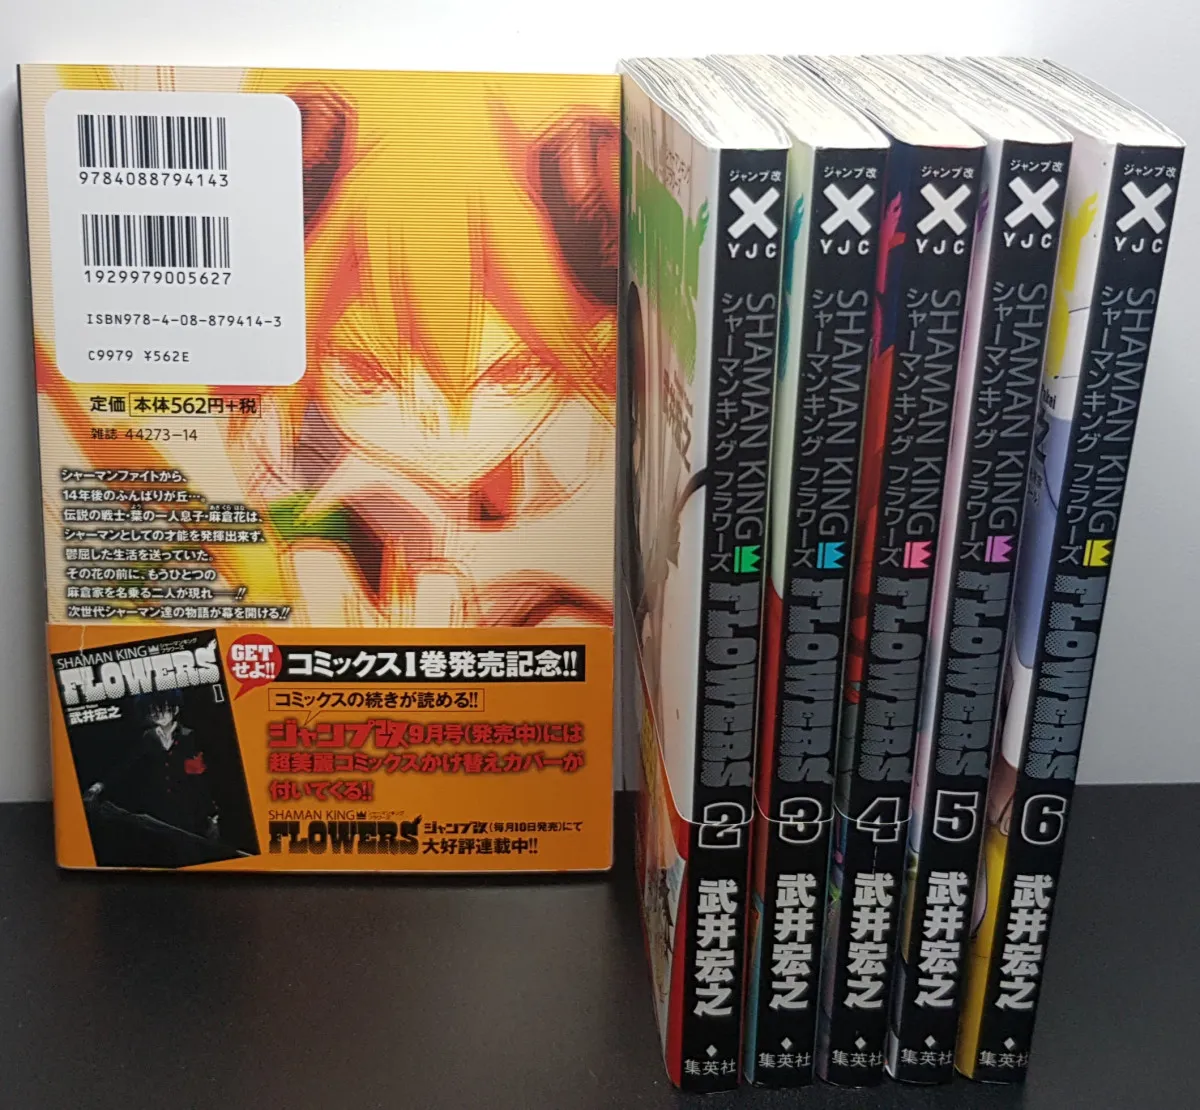 9784088794143
1929979005627
ISBN978-4-08-879414-3
C9979 ¥562E
定価 本体562円+税
雑誌 44273-14
シャーマンファイトから、
14年後のふんばりが丘…。
伝説の戦士・葉の一人息子・麻倉花は、
シャーマンとしての才能を発揮出来ず、
鬱屈した生活を送っていた。
その花の前に、もうひとつの
麻倉家を名乗る二人が現れ——!!
次世代シャーマン達の物語が幕を開ける!!
SHAMAN KING
FLOWERS
1
武井宏之
GETせよ!!
コミックス1巻発売記念!!
コミックスの続きが読める!!
ジャンプ改9月号(発売中)には
超美麗コミックスかけ替えカバーが
付いてくる!!
SHAMAN KING
FLOWERS
ジャンプ改(毎月10日発売)にて
大好評連載中!!
ジャンプ改
YJC
SHAMAN KING
シャーマンキング フラワーズ
FLOWERS
2
武井宏之
集英社
ジャンプ改
YJC
SHAMAN KING
シャーマンキング フラワーズ
FLOWERS
3
武井宏之
集英社
ジャンプ改
YJC
SHAMAN KING
シャーマンキング フラワーズ
FLOWERS
4
武井宏之
集英社
ジャンプ改
YJC
SHAMAN KING
シャーマンキング フラワーズ
FLOWERS
5
武井宏之
集英社
ジャンプ改
YJC
SHAMAN KING
シャーマンキング フラワーズ
FLOWERS
6
武井宏之
集英社